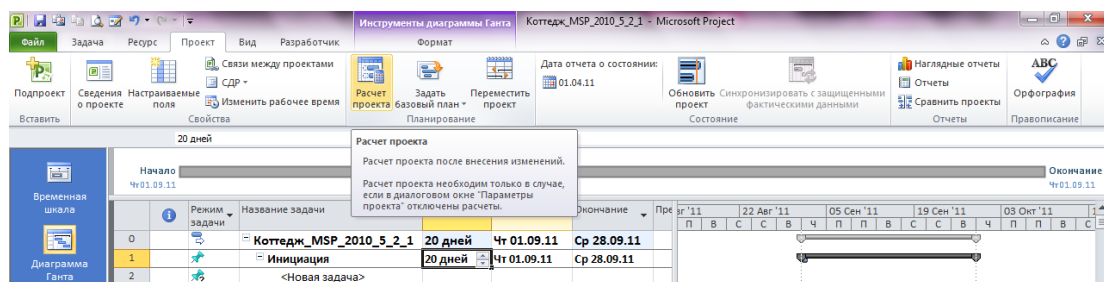 Инструменты диаграммы Ганта
Коттедж_MSP_2010_5_2_1 - Microsoft Project
Файл Задача Ресурс Проект Вид Разработчик Формат
Подпроект
Сведения о проекте
Настраиваемые поля
Связи между проектами
СДР
Изменить рабочее время
Расчет проекта
Задать базовый план
Переместить проект
Дата отчета о состоянии:
01.04.11
Обновить проект
Синхронизировать с защищенными фактическими данными
Наглядные отчеты
Отчеты
Сравнить проекты
ABC
Орфография
Вставить Свойства Планирование Состояние Отчеты Правописание
20 дней
Расчет проекта
Расчет проекта после внесения изменений.
Расчет проекта необходим только в случае,
если в диалоговом окне "Параметры
проекта" отключены расчеты.
Временная
шкала
Начало
Чт 01.09.11
Окончание
Чт 01.09.11
Диаграмма
Ганта
Режим задачи Название задачи Окончание Пре
22 Авг '11 05 Сен '11 19 Сен '11 03 Окт '11
П В С С В Ч П П В С С В Ч П П В С
0 Коттедж_MSP_2010_5_2_1 20 дней Чт 01.09.11 Ср 28.09.11
1 Инициация 20 дней Чт 01.09.11 Ср 28.09.11
2 <Новая задача>